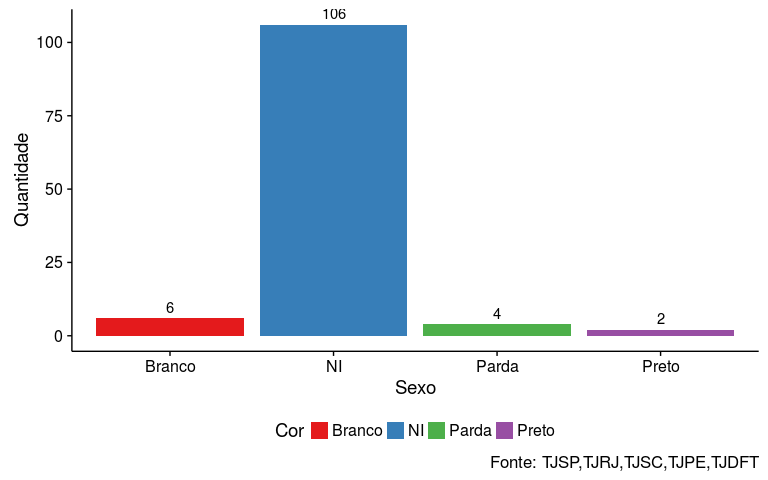 106
100
75
50
25
0
Quantidade
6
4
2
Branco NI Parda Preto
Sexo
Cor Branco NI Parda Preto
Fonte: TJSP,TJRJ,TJSC,TJPE,TJDFT